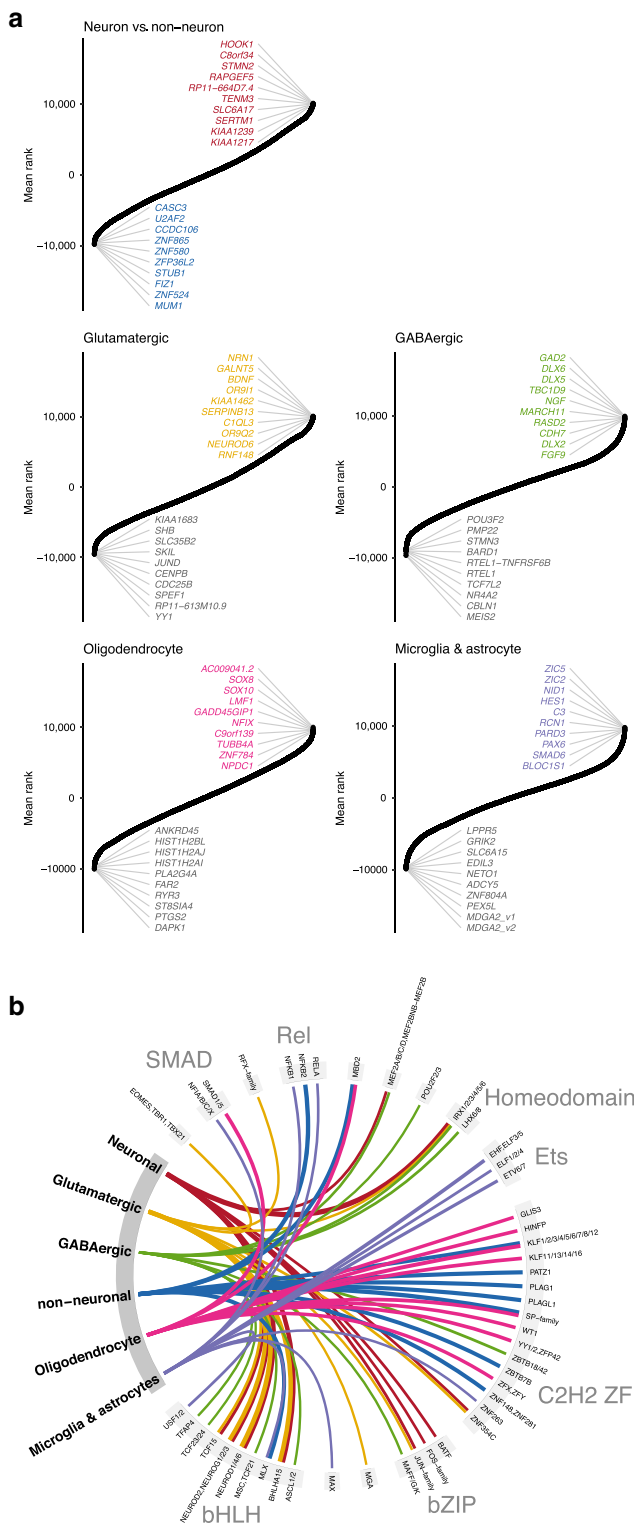 a
Neuron vs. non−neuron
Mean rank
10,000
0
−10,000
HOOK1
C8orf34
STMN2
RAPGEF5
RP11−664D7.4
TENM3
SLC6A17
SERTM1
KIAA1239
KIAA1217
CASC3
U2AF2
CCDC106
ZNF865
ZNF580
ZFP36L2
STUB1
FIZ1
ZNF524
MUM1
Glutamatergic
Mean rank
10,000
0
−10,000
NRN1
GALNT5
BDNF
OR9I1
KIAA1462
SERPINB13
C1QL3
OR9Q2
NEUROD6
RNF148
KIAA1683
SHB
SLC35B2
SKIL
JUND
CENPB
CDC25B
SPEF1
RP11−613M10.9
YY1
GABAergic
Mean rank
10,000
0
−10,000
GAD2
DLX6
DLX5
TBC1D9
NGF
MARCH11
RASD2
CDH7
DLX2
FGF9
POU3F2
PMP22
STMN3
BARD1
RTEL1−TNFRSF6B
RTEL1
TCF7L2
NR4A2
CBLN1
MEIS2
Oligodendrocyte
Mean rank
10,000
0
−10000
AC009041.2
SOX8
SOX10
LMF1
GADD45GIP1
NFIX
C9orf139
TUBB4A
ZNF784
NPDC1
ANKRD45
HIST1H2BL
HIST1H2AJ
HIST1H2AI
PLA2G4A
FAR2
RYR3
ST8SIA4
PTGS2
DAPK1
Microglia & astrocyte
Mean rank
10,000
0
−10000
ZIC5
ZIC2
NID1
HES1
C3
RCN1
PARD3
PAX6
SMAD6
BLOC1S1
LPPR5
GRIK2
SLC6A15
EDIL3
NETO1
ADCY5
ZNF804A
PEX5L
MDGA2_v1
MDGA2_v2
b
Neuronal
Glutamatergic
GABAergic
non−neuronal
Oligodendrocyte
Microglia & astrocytes
EOMES,TBR1,TBX21
SMAD
NFIA/B/C/X
SMAD1/5
RFX−family
Rel
NFKB1
NFKB2
RELA
MBD2
MEF2A/B/C/D,MEF2BNB−MEF2B
POU2F2/3
Homeodomain
IRX1/2/3/4/5/6
LHX6/8
Ets
EHF,ELF3/5
ELF1/2/4
ETV6/7
C2H2 ZF
GLIS3
HINFP
KLF1/2/3/4/5/6/7/8/12
KLF11/13/14/16
PATZ1
PLAG1
PLAGL1
SP−family
WT1
YY1/2,ZFP42
ZBTB18/42
ZBTB7B
ZFX,ZFY
ZNF148,ZNF281
ZNF263
ZNF354C
bZIP
BATF
FOS−family
JUN−family
MAFF/G/K
MGA
MAX
bHLH
ASCL1/2
BHLHA15
MLX
MSC,TCF21
NEUROD1/4/6
NEUROD2,NEUROG1/2/3
TCF15
TCF23/24
TFAP4
USF1/2